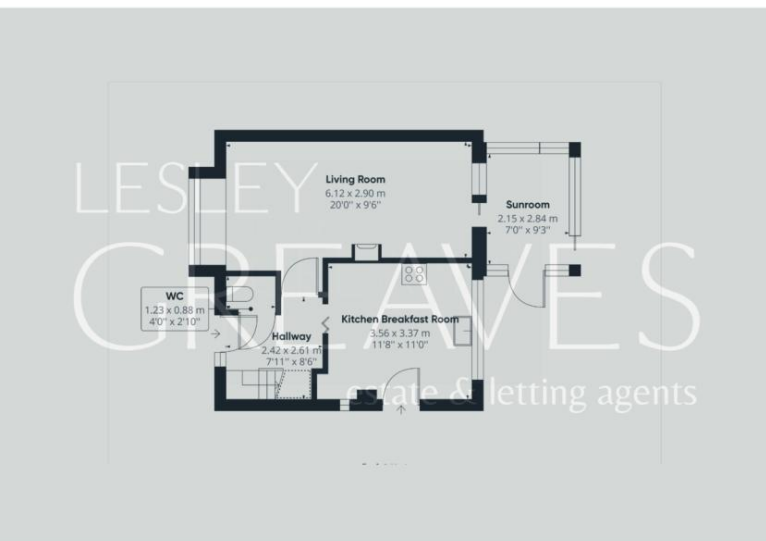 LESLEY
GREAVES
estate & letting agents
Living Room
6.12 x 2.90 m
20'0" x 9'6"
Sunroom
2.15 x 2.84 m
7'0" x 9'3"
WC
1.23 x 0.88 m
4'0" x 2'10"
Hallway
2.42 x 2.61 m
7'11" x 8'6"
Kitchen Breakfast Room
3.56 x 3.37 m
11'8" x 11'0"